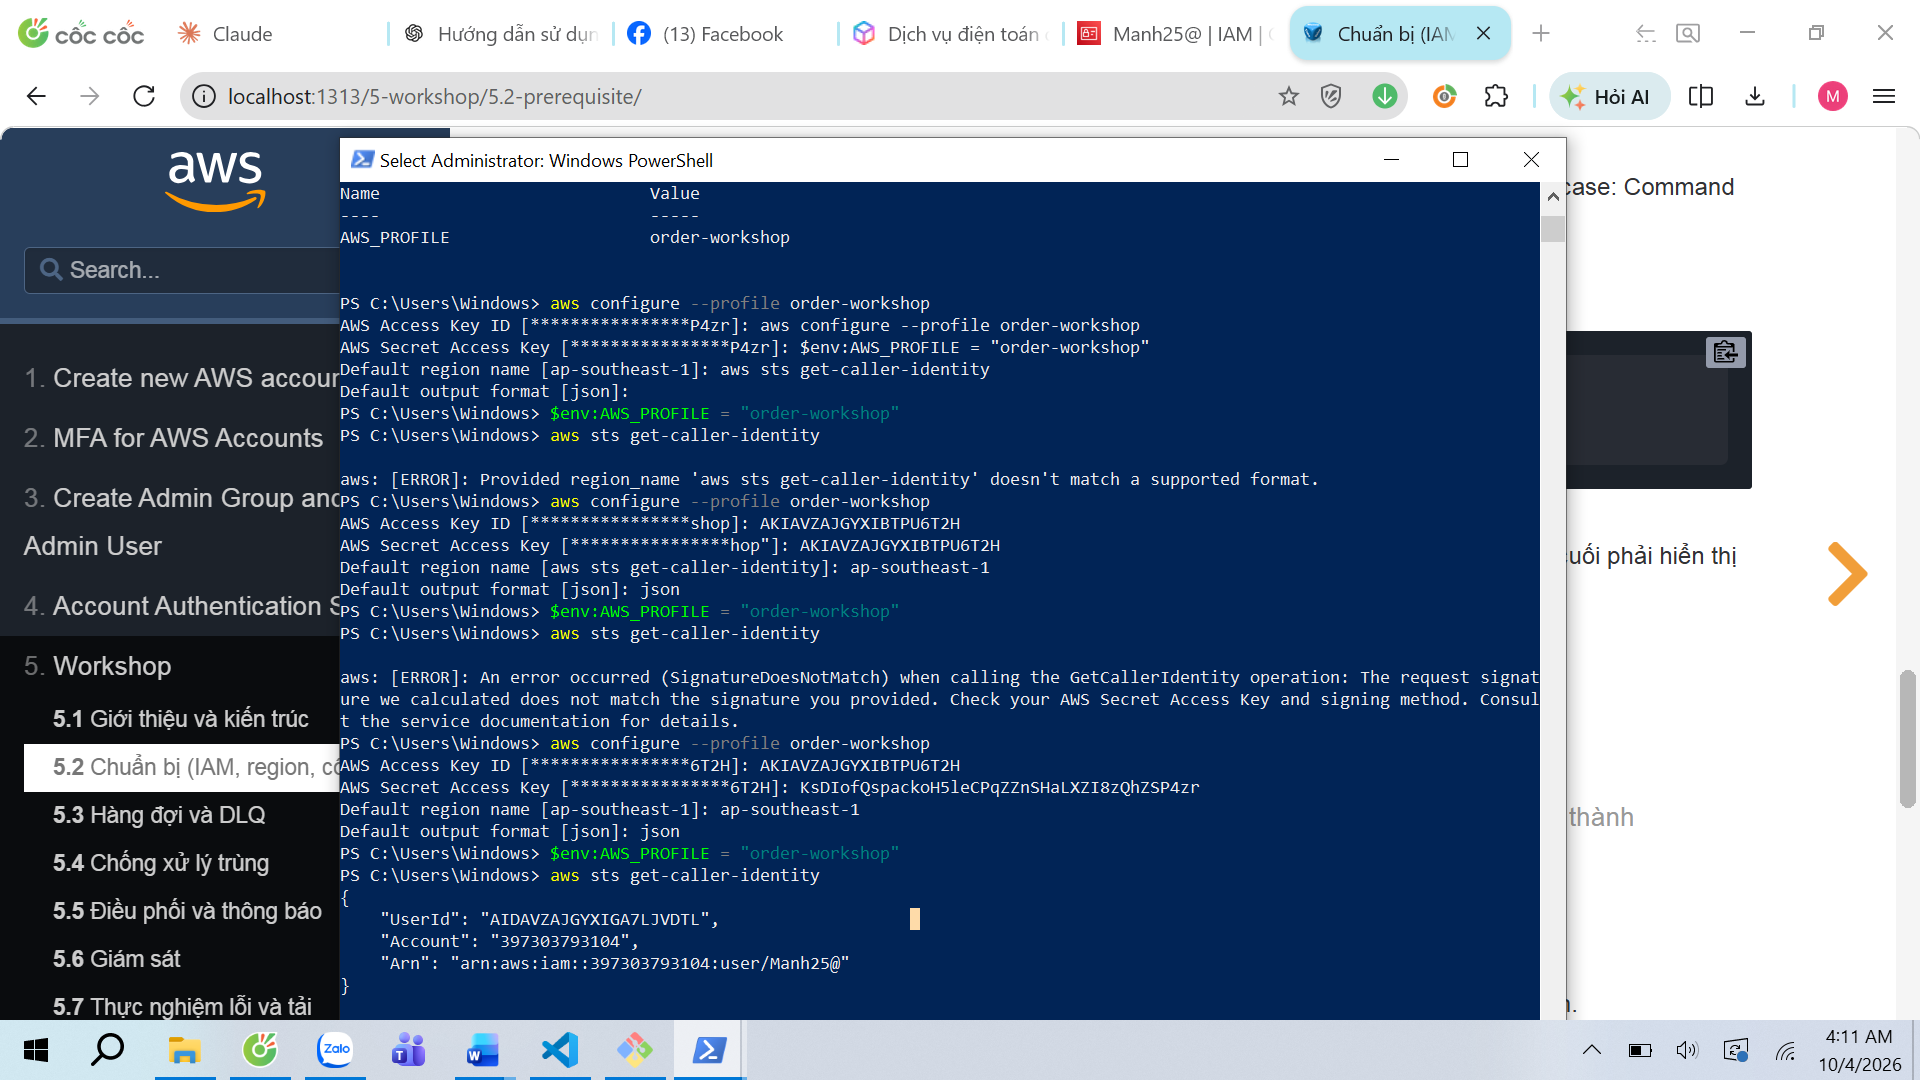 cốc cốc
Claude
Hướng dẫn sử dụn
(13) Facebook
Dịch vụ điện toán
Manh25@ | IAM |
Chuẩn bị (IAM
localhost:1313/5-workshop/5.2-prerequisite/
Hỏi AI
M
aws
Search...
1. Create new AWS accoun
2. MFA for AWS Accounts
3. Create Admin Group and
Admin User
4. Account Authentication S
5. Workshop
5.1 Giới thiệu và kiến trúc
5.2 Chuẩn bị (IAM, region, cô
5.3 Hàng đợi và DLQ
5.4 Chống xử lý trùng
5.5 Điều phối và thông báo
5.6 Giám sát
5.7 Thực nghiệm lỗi và tải
Select Administrator: Windows PowerShell
Name Value
---- -----
AWS_PROFILE order-workshop
PS C:\Users\Windows> aws configure --profile order-workshop
AWS Access Key ID [****************P4zr]: aws configure --profile order-workshop
AWS Secret Access Key [****************P4zr]: $env:AWS_PROFILE = "order-workshop"
Default region name [ap-southeast-1]: aws sts get-caller-identity
Default output format [json]:
PS C:\Users\Windows> $env:AWS_PROFILE = "order-workshop"
PS C:\Users\Windows> aws sts get-caller-identity
aws: [ERROR]: Provided region_name 'aws sts get-caller-identity' doesn't match a supported format.
PS C:\Users\Windows> aws configure --profile order-workshop
AWS Access Key ID [****************shop]: AKIAVZAJGYXIBTPU6T2H
AWS Secret Access Key [****************hop"]: AKIAVZAJGYXIBTPU6T2H
Default region name [aws sts get-caller-identity]: ap-southeast-1
Default output format [json]: json
PS C:\Users\Windows> $env:AWS_PROFILE = "order-workshop"
PS C:\Users\Windows> aws sts get-caller-identity
aws: [ERROR]: An error occurred (SignatureDoesNotMatch) when calling the GetCallerIdentity operation: The request signat
ure we calculated does not match the signature you provided. Check your AWS Secret Access Key and signing method. Consul
t the service documentation for details.
PS C:\Users\Windows> aws configure --profile order-workshop
AWS Access Key ID [****************6T2H]: AKIAVZAJGYXIBTPU6T2H
AWS Secret Access Key [****************6T2H]: 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
Default region name [ap-southeast-1]: ap-southeast-1
Default output format [json]: json
PS C:\Users\Windows> $env:AWS_PROFILE = "order-workshop"
PS C:\Users\Windows> aws sts get-caller-identity
{
"UserId": "AIDAVZAJGYXIGA7LJVDTL",
"Account": "397303793104",
"Arn": "arn:aws:iam::397303793104:user/Manh25@"
}
case: Command
cuối phải hiển thị
thành
Zalo
4:11 AM
10/4/2026